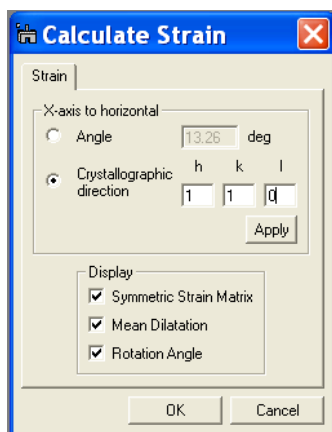 Calculate Strain
Strain
X-axis to horizontal
Angle 13.26 deg
h k l
Crystallographic direction 1 1 0
Apply
Display
Symmetric Strain Matrix
Mean Dilatation
Rotation Angle
OK Cancel